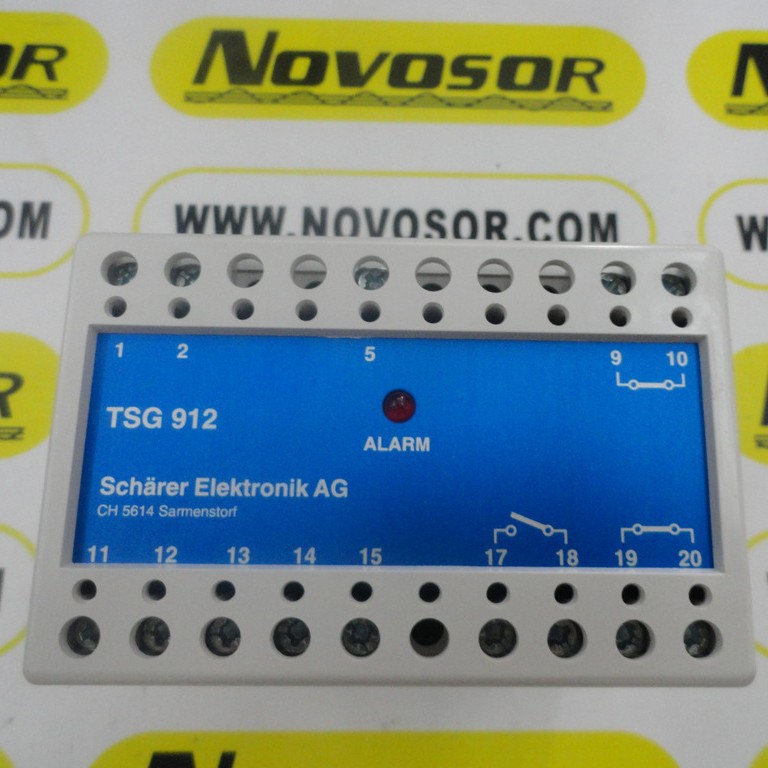 NOVOSOR
WWW.NOVOSOR.COM
1 2 5 9 10
TSG 912
ALARM
Schärer Elektronik AG
CH 5614 Sarmenstorf
11 12 13 14 15 17 18 19 20